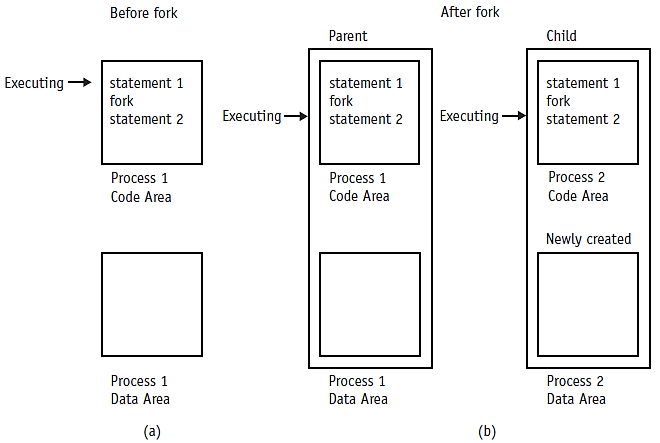 Before fork
After fork
Parent
Child
Executing
statement 1
fork
statement 2
Process 1
Code Area
Process 1
Data Area
(a)
Executing
statement 1
fork
statement 2
Process 1
Code Area
Process 1
Data Area
Executing
statement 1
fork
statement 2
Process 2
Code Area
Newly created
Process 2
Data Area
(b)